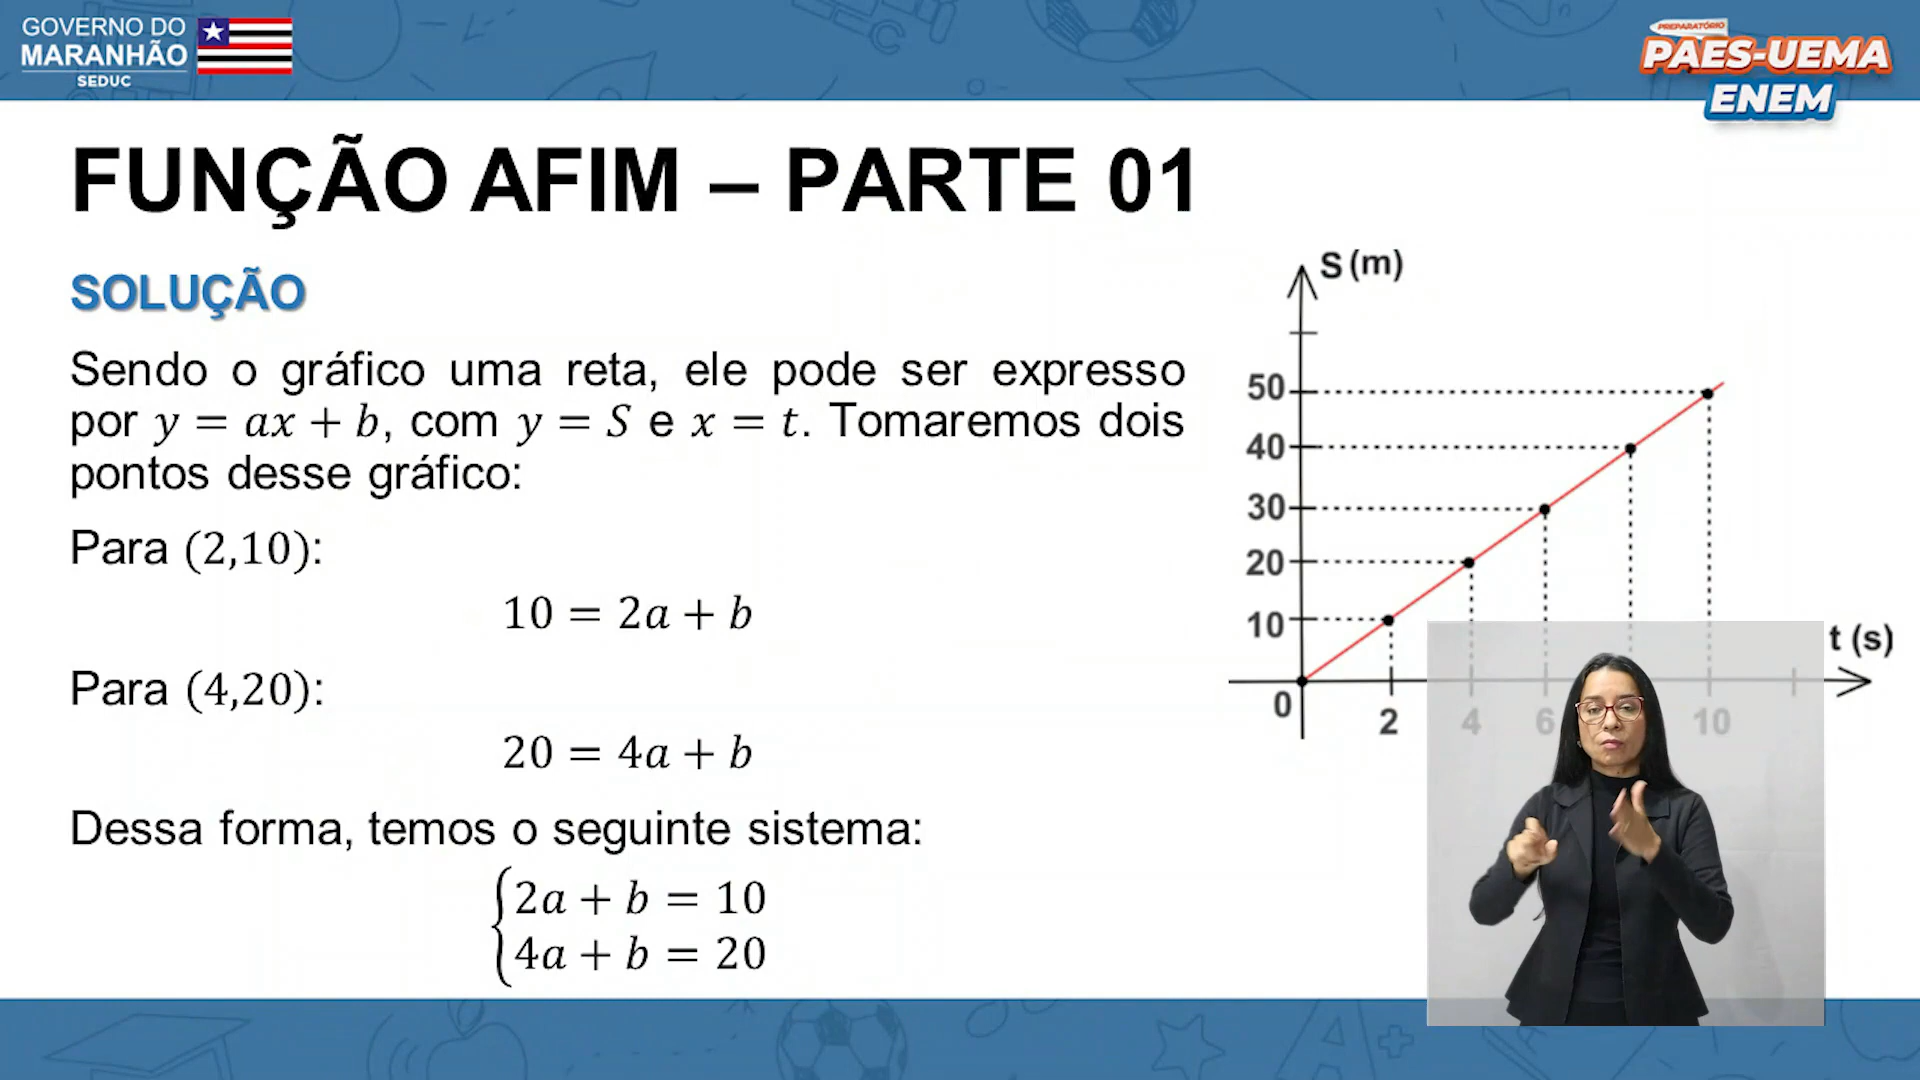 GOVERNO DO
MARANHÃO
SEDUC
PREPARATÓRIO
PAES-UEMA
ENEM
FUNÇÃO AFIM – PARTE 01
SOLUÇÃO
Sendo o gráfico uma reta, ele pode ser expresso
por y = ax + b, com y = S e x = t. Tomaremos dois
pontos desse gráfico:
Para (2,10):
10 = 2a + b
Para (4,20):
20 = 4a + b
Dessa forma, temos o seguinte sistema:
2a + b = 10
4a + b = 20
S (m)
50
40
30
20
10
t (s)
0
2
4
6
10
A+